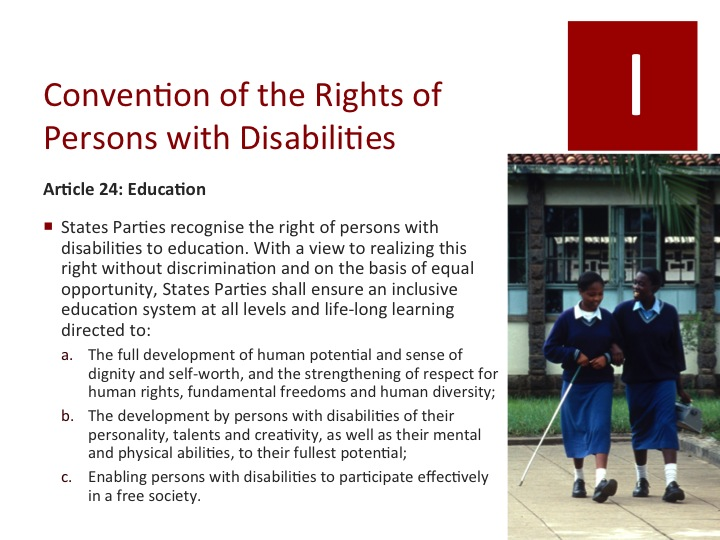 Convention of the Rights of
Persons with Disabilities
I
Article 24: Education
■ States Parties recognise the right of persons with
disabilities to education. With a view to realizing this
right without discrimination and on the basis of equal
opportunity, States Parties shall ensure an inclusive
education system at all levels and life-long learning
directed to:
a. The full development of human potential and sense of
dignity and self-worth, and the strengthening of respect for
human rights, fundamental freedoms and human diversity;
b. The development by persons with disabilities of their
personality, talents and creativity, as well as their mental
and physical abilities, to their fullest potential;
c. Enabling persons with disabilities to participate effectively
in a free society.